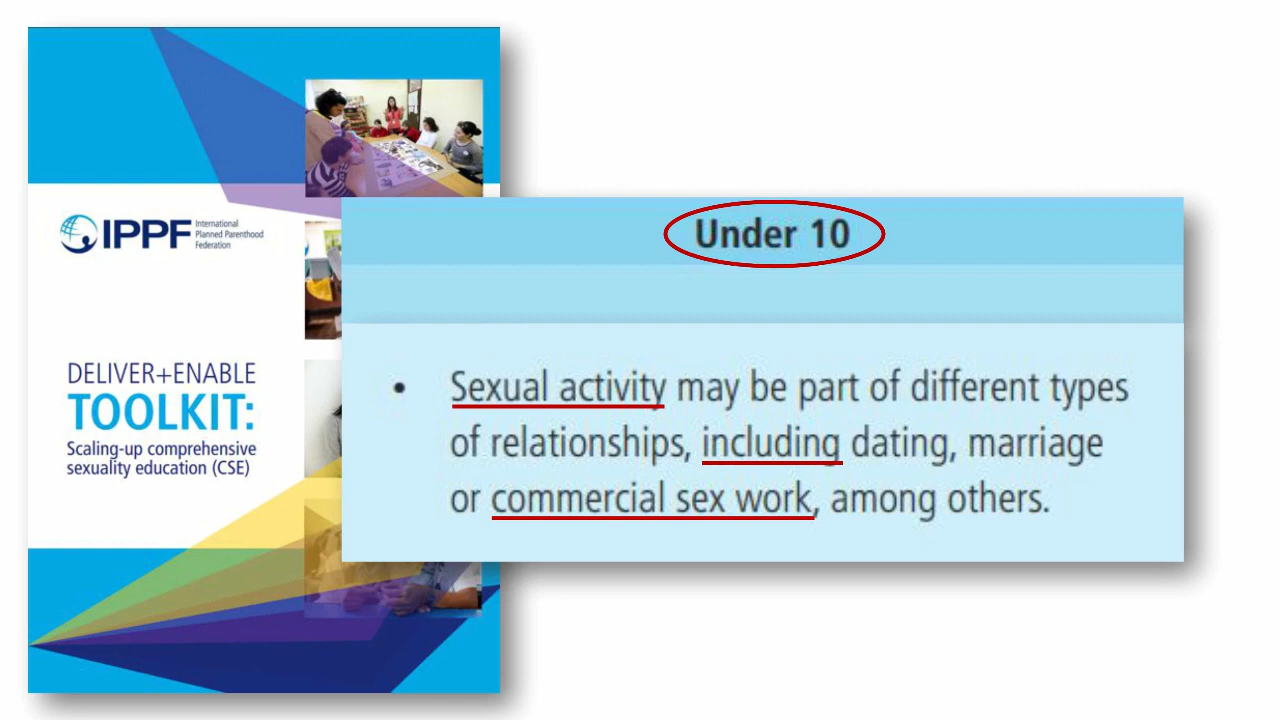 IPPF
International
Planned Parenthood
Federation
DELIVER+ENABLE
TOOLKIT:
Scaling-up comprehensive
sexuality education (CSE)
Under 10
• Sexual activity may be part of different types
of relationships, including dating, marriage
or commercial sex work, among others.